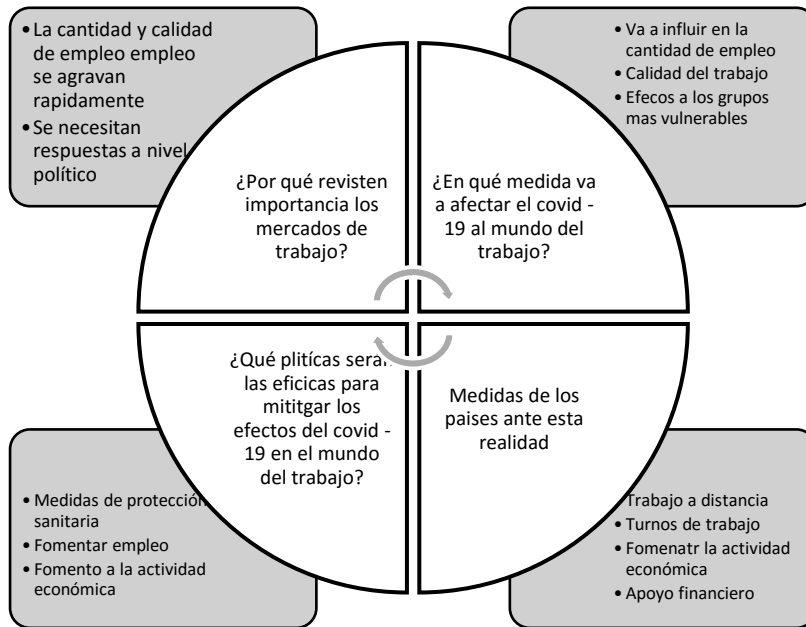 • La cantidad y calidad
de empleo empleo
se agravan
rapidamente
• Se necesitan
respuestas a nivel
político
¿Por qué revisten
importancia los
mercados de
trabajo?
• Va a influir en la
cantidad de empleo
• Calidad del trabajo
• Efecos a los grupos
mas vulnerables
¿En qué medida va
a afectar el covid -
19 al mundo del
trabajo?
¿Qué plitícas seran
las eficicas para
mititgar los
efectos del covid -
19 en el mundo
del trabajo?
• Medidas de protección
sanitaria
• Fomentar empleo
• Fomento a la actividad
económica
Medidas de los
paises ante esta
realidad
Trabajo a distancia
• Turnos de trabajo
• Fomenatr la actividad
económica
• Apoyo financiero